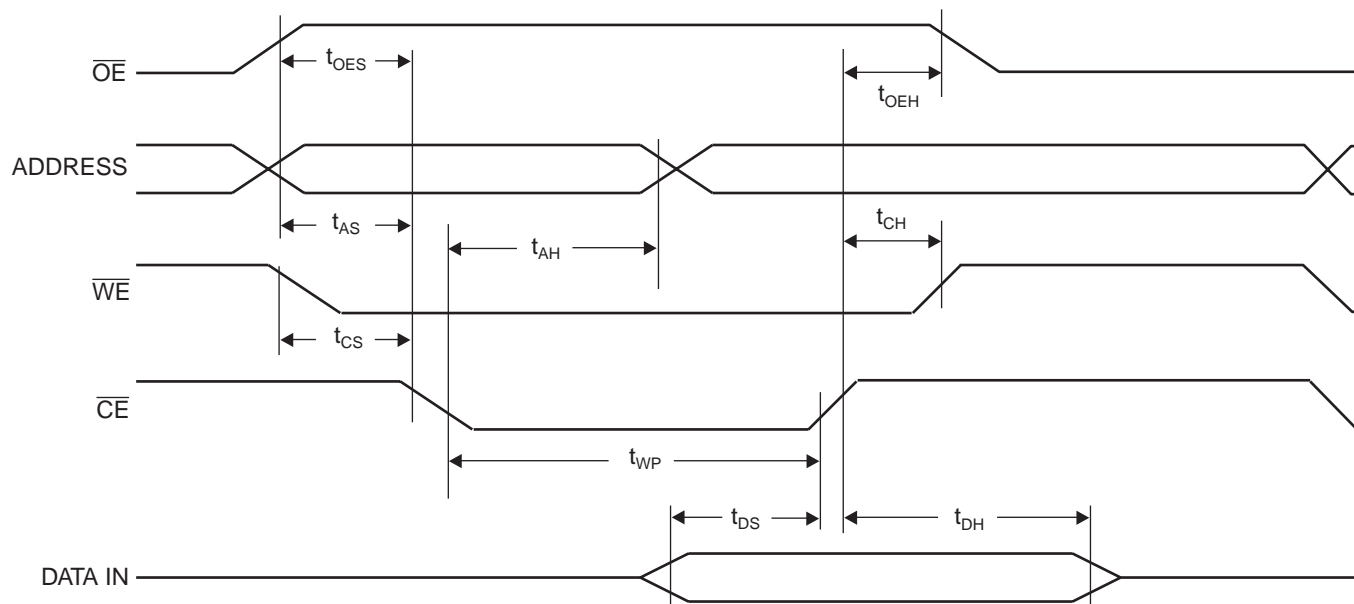 OE
tOES
tOEH
ADDRESS
tAS
tAH
tCH
WE
tCS
CE
tWP
tDS
tDH
DATA IN